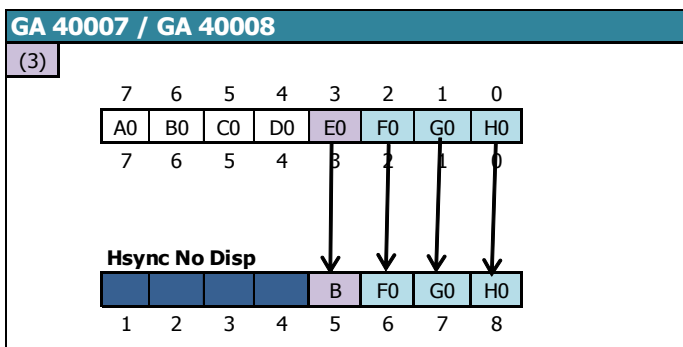 GA 40007 / GA 40008
(3)
7 6 5 4 3 2 1 0
A0 B0 C0 D0 E0 F0 G0 H0
7 6 5 4 3 2 1 0
Hsync No Disp
B F0 G0 H0
1 2 3 4 5 6 7 8